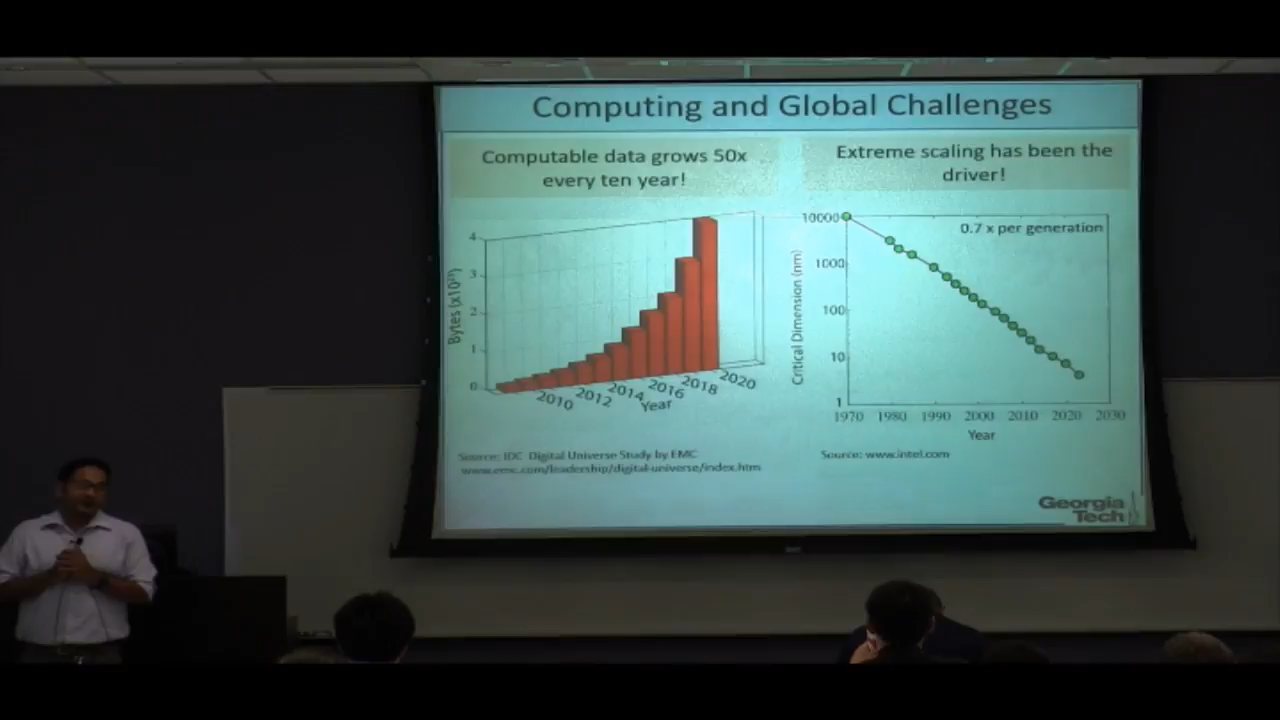 Computing and Global Challenges
Computable data grows 50x
every ten year!
4
3
2
1
0
Bytes (x10²¹)
2010
2012
2014
2016
2018
2020
Year
Source: IDC Digital Universe Study by EMC
www.emc.com/leadership/digital-universe/index.htm
Extreme scaling has been the
driver!
0.7 x per generation
10000
1000
100
10
1
Critical Dimension (nm)
1970 1980 1990 2000 2010 2020 2030
Year
Source: www.intel.com
Georgia
Tech